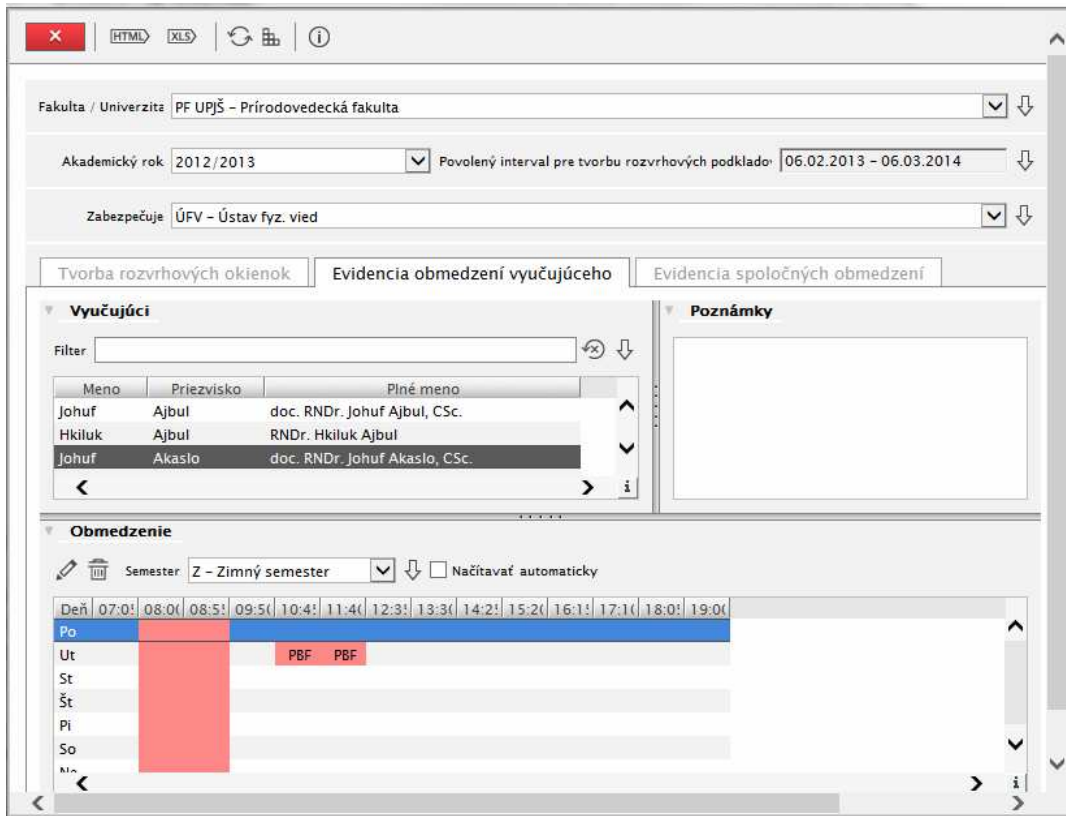 HTML XLS
Fakulta / Univerzita PF UPJŠ – Prírodovedecká fakulta
Akademický rok 2012/2013 Povolený interval pre tvorbu rozvrhových podklado 06.02.2013 – 06.03.2014
Zabezpečuje ÚFV – Ústav fyz. vied
Tvorba rozvrhových okienok Evidencia obmedzení vyučujúceho Evidencia spoločných obmedzení
Vyučujúci Poznámky
Filter
Meno Priezvisko Plné meno
Johuf Ajbul doc. RNDr. Johuf Ajbul, CSc.
Hkiluk Ajbul RNDr. Hkiluk Ajbul
Johuf Akaslo doc. RNDr. Johuf Akaslo, CSc.
Obmedzenie
Semester Z – Zimný semester Načítavať automaticky
Deň 07:0 08:0 08:5 09:5 10:4 11:4 12:3 13:3 14:2 15:2 16:1 17:1 18:0 19:0
Po
Ut PBF PBF
St
Št
Pi
So